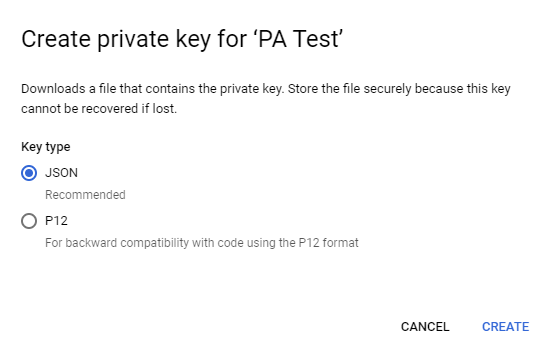 Create private key for ‘PA Test’
Downloads a file that contains the private key. Store the file securely because this key
cannot be recovered if lost.
Key type
JSON
Recommended
P12
For backward compatibility with code using the P12 format
CANCEL CREATE